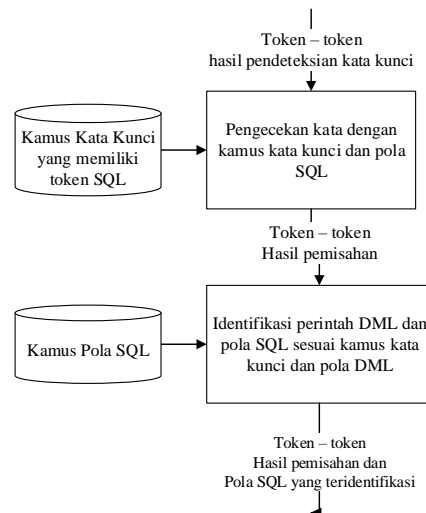 Token – token
hasil pendeteksian kata kunci
Kamus Kata Kunci
yang memiliki
token SQL
Pengecekan kata dengan
kamus kata kunci dan pola
SQL
Token – token
Hasil pemisahan
Kamus Pola SQL
Identifikasi perintah DML dan
pola SQL sesuai kamus kata
kunci dan pola DML
Token – token
Hasil pemisahan dan
Pola SQL yang teridentifikasi